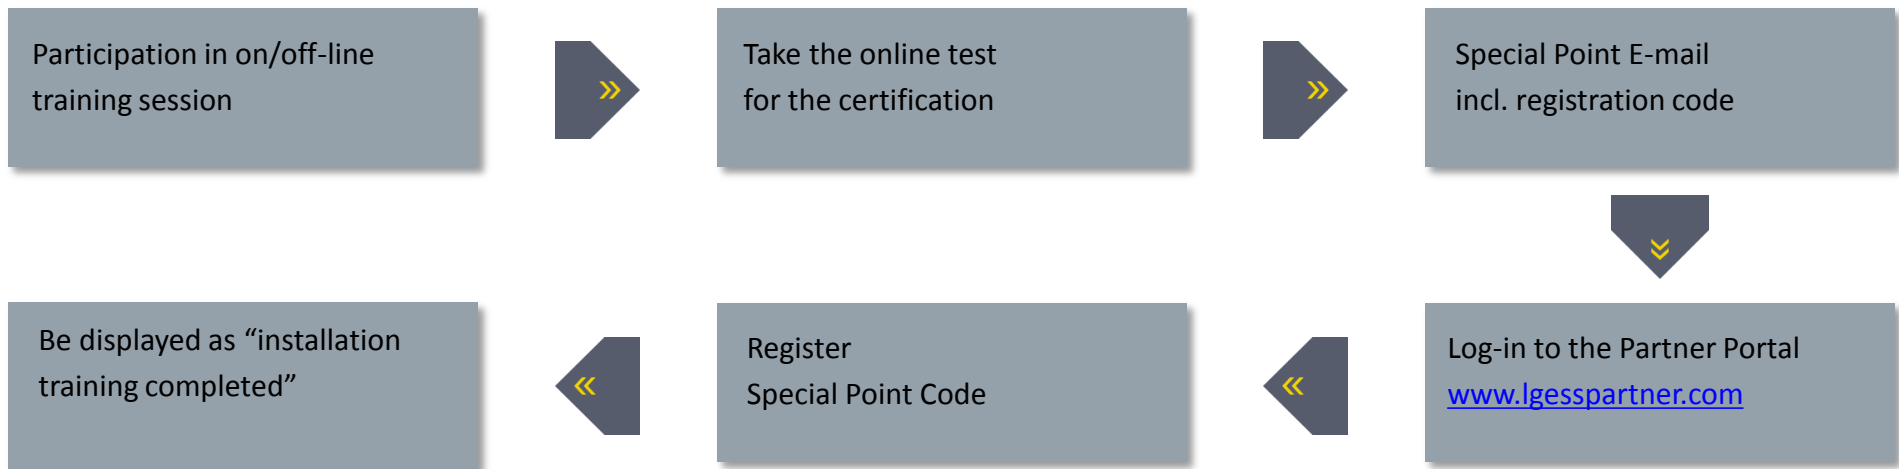 Participation in on/off-line
training session
Take the online test
for the certification
Special Point E-mail
incl. registration code
Log-in to the Partner Portal
www.lgesspartner.com
Register
Special Point Code
Be displayed as “installation
training completed”